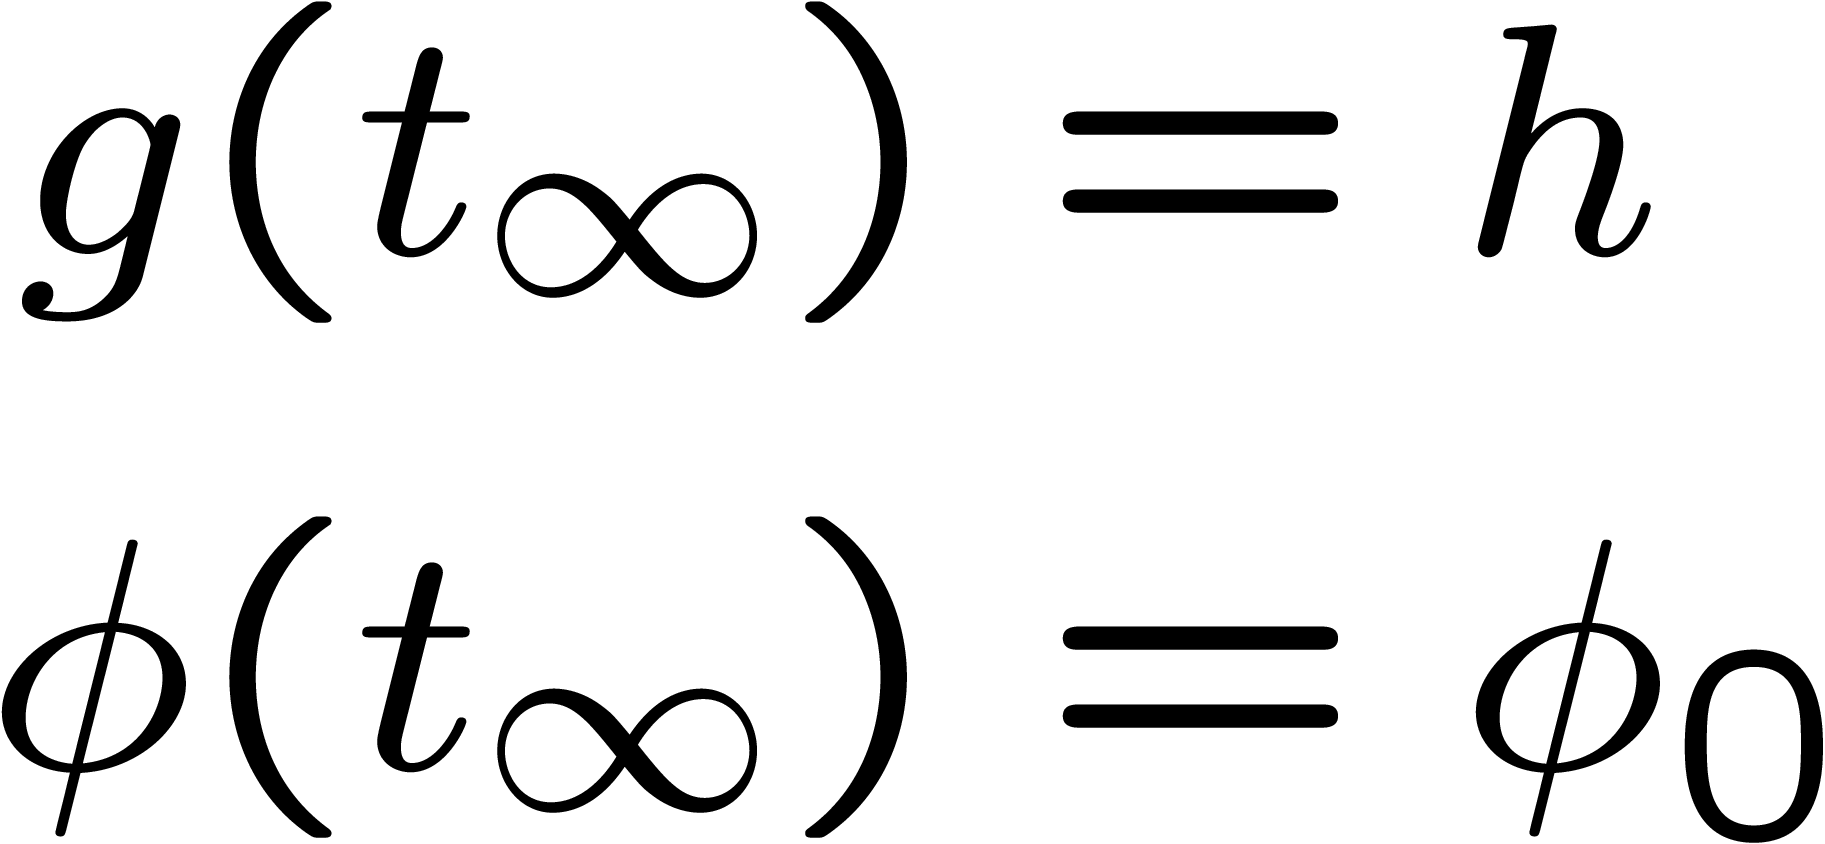 g(t∞) = h
ϕ(t∞) = ϕ0